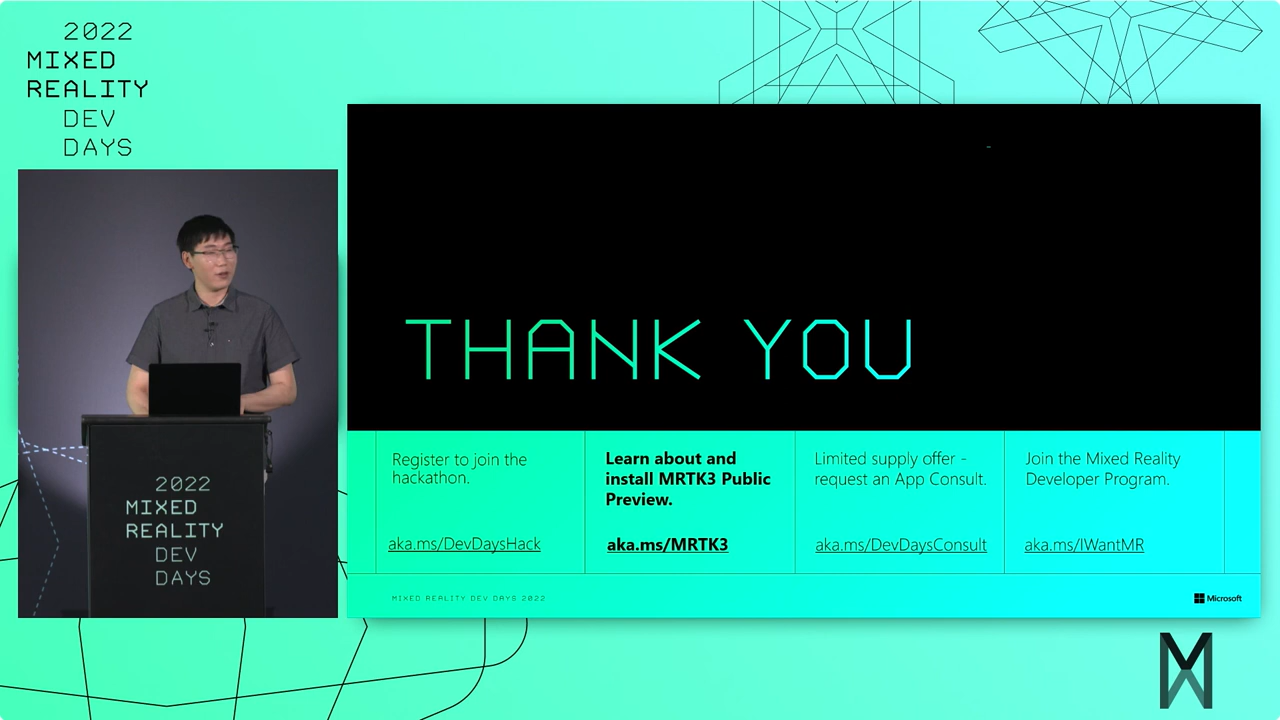 2022
MIXED
REALITY
DEV
DAYS
2022
MIXED
REALITY
DEV
DAYS
THANK YOU
Register to join the
hackathon.
aka.ms/DevDaysHack
Learn about and
install MRTK3 Public
Preview.
aka.ms/MRTK3
Limited supply offer -
request an App Consult.
aka.ms/DevDaysConsult
Join the Mixed Reality
Developer Program.
aka.ms/IWantMR
MIXED REALITY DEV DAYS 2022
Microsoft